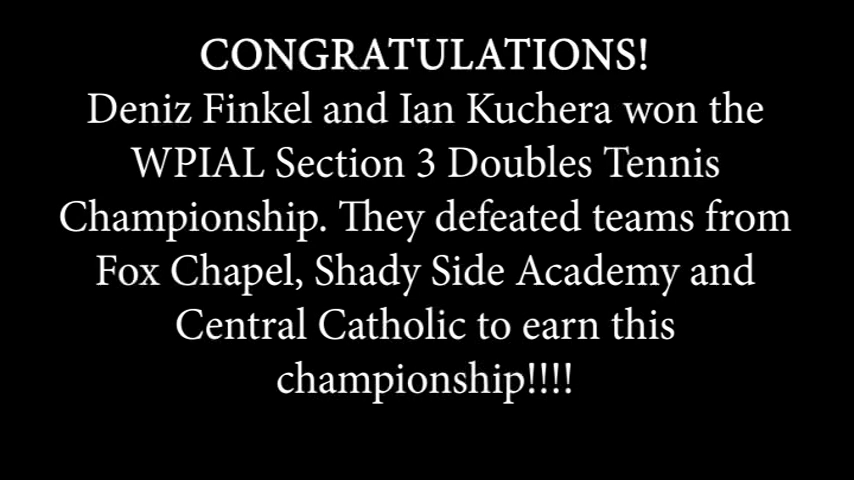 CONGRATULATIONS!
Deniz Finkel and Ian Kuchera won the
WPIAL Section 3 Doubles Tennis
Championship. They defeated teams from
Fox Chapel, Shady Side Academy and
Central Catholic to earn this
championship!!!!